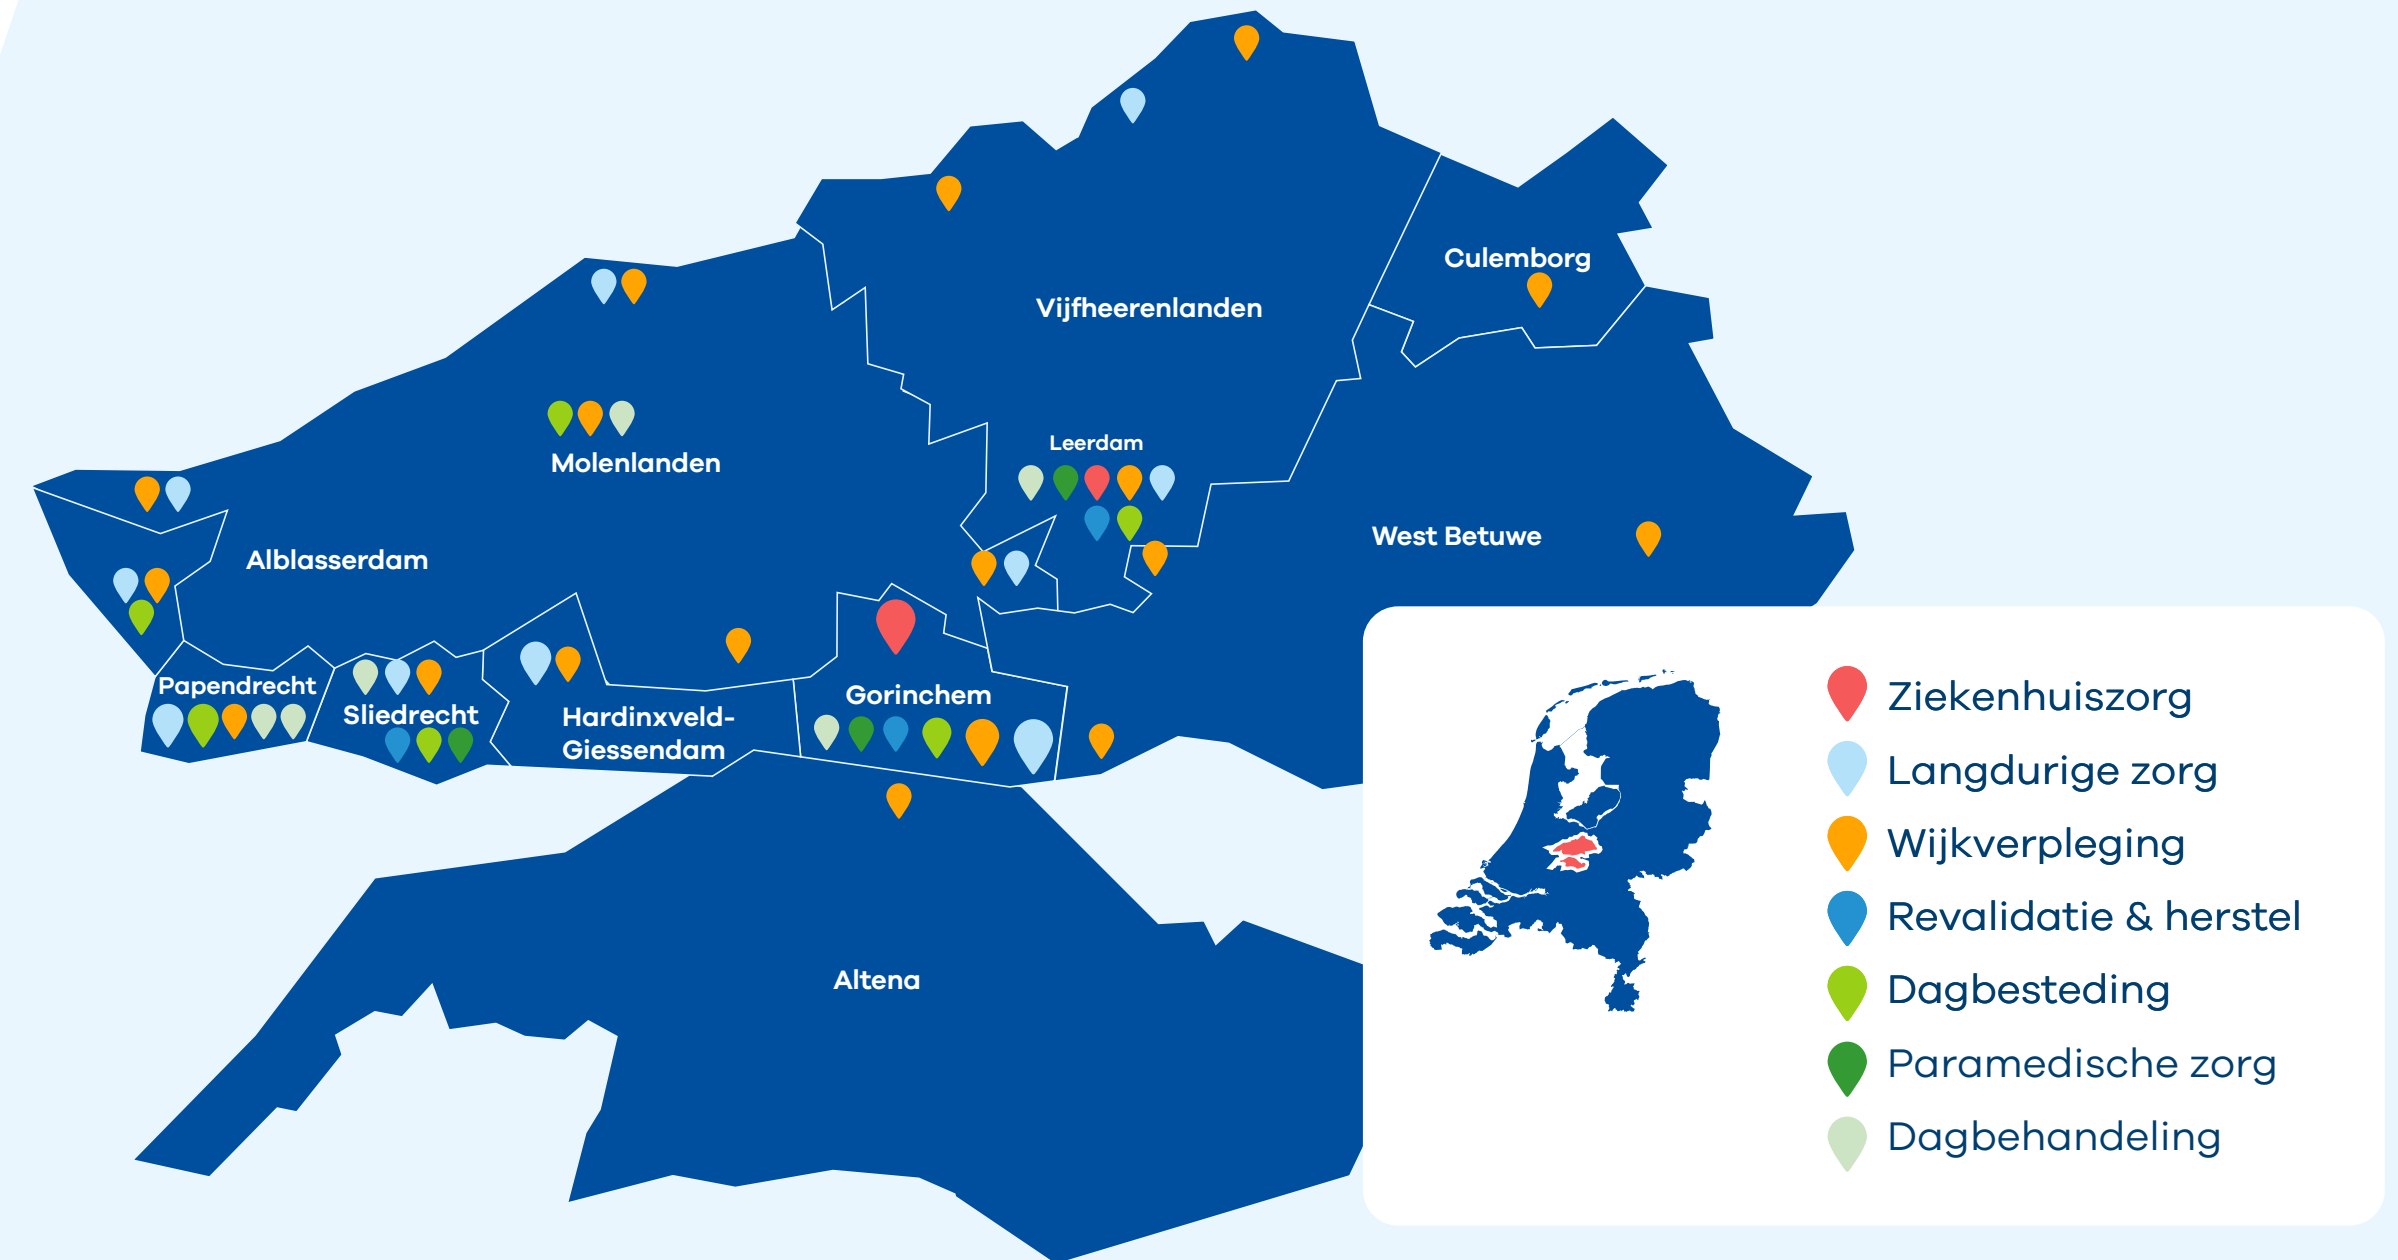 Culemborg
Vijfheerenlanden
Leerdam
Molenlanden
West Betuwe
Alblasserdam
Papendrecht
Sliedrecht
Hardinxveld-
Giessendam
Gorinchem
Altena
Ziekenhuiszorg
Langdurige zorg
Wijkverpleging
Revalidatie & herstel
Dagbesteding
Paramedische zorg
Dagbehandeling